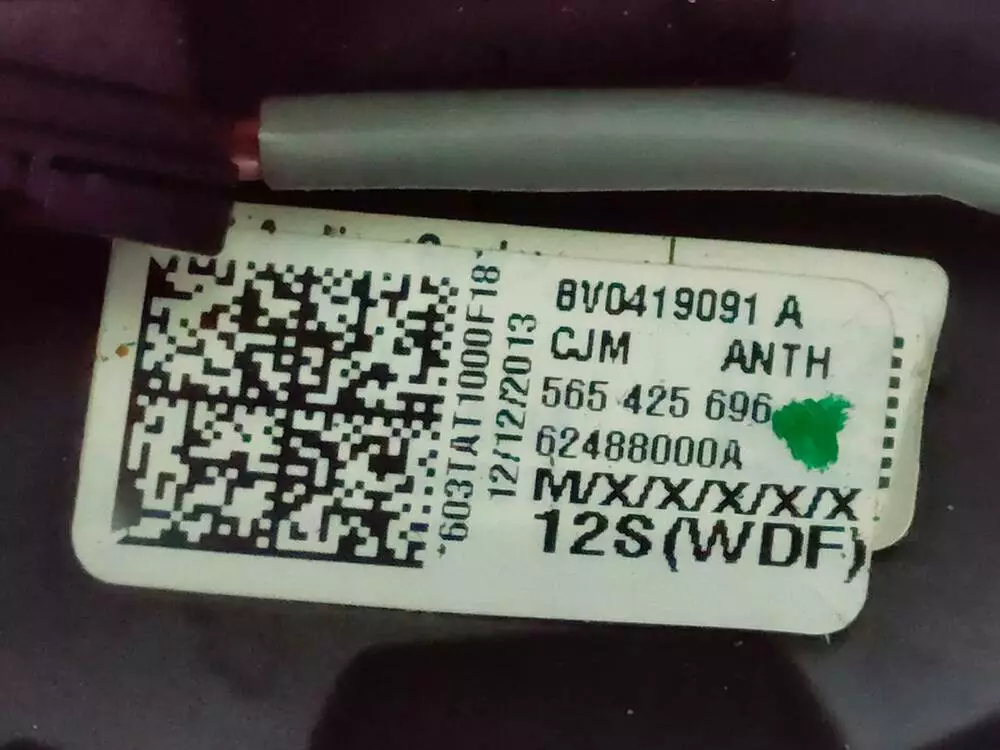 8V0419091 A
CJM ANTH
565 425 696
62488000A
M/X/X/X/X/X
12S(WDF)
*603TAT1000F18*
12/12/2013